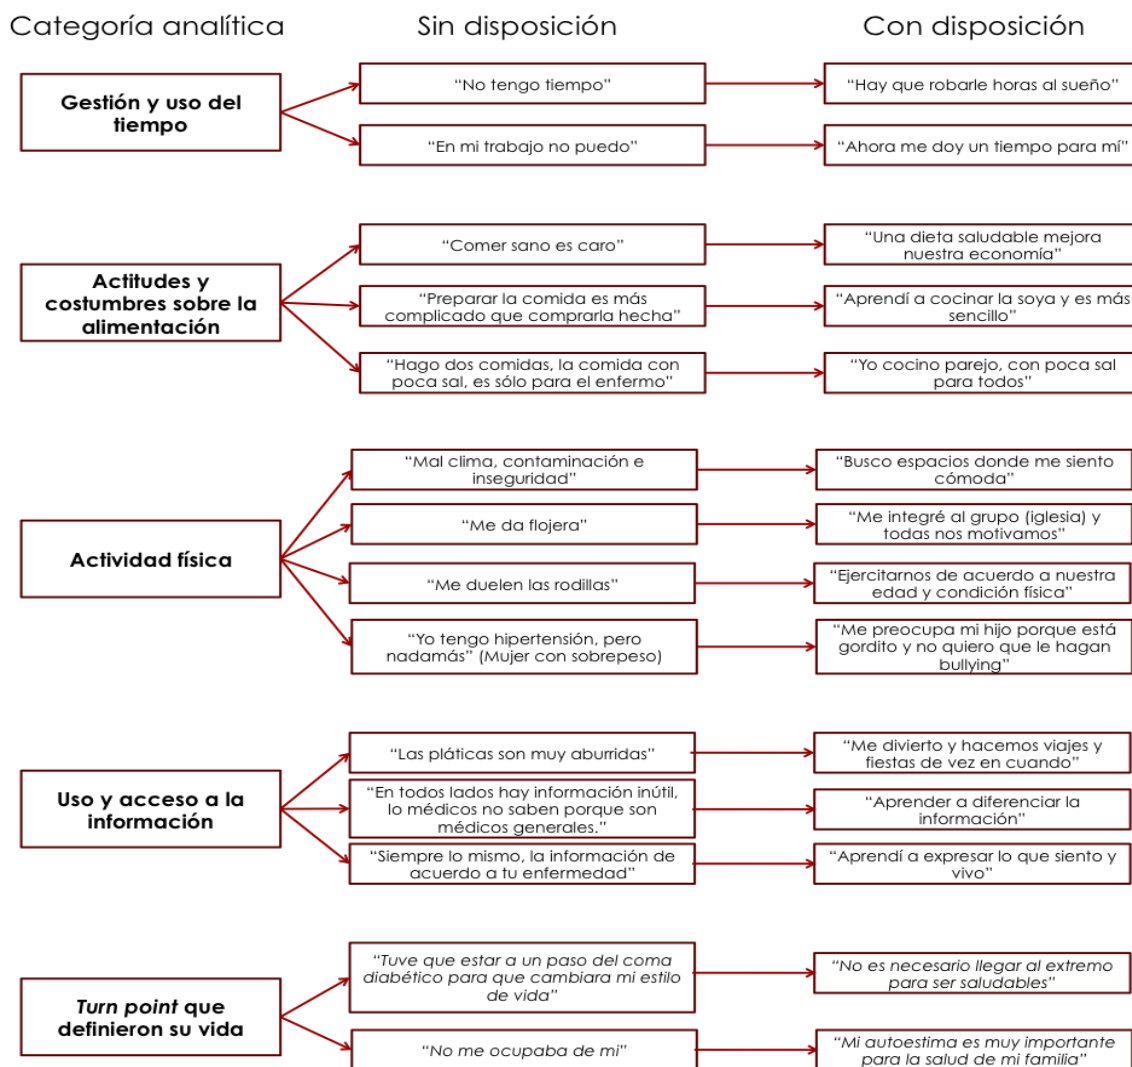 Categoría analítica
Sin disposición
Con disposición
Gestión y uso del
tiempo
“No tengo tiempo”
“Hay que robarle horas al sueño”
“En mi trabajo no puedo”
“Ahora me doy un tiempo para mí”
Actitudes y
costumbres sobre la
alimentación
“Comer sano es caro”
“Una dieta saludable mejora
nuestra economía”
“Preparar la comida es más
complicado que comprarla hecha”
“Aprendí a cocinar la soya y es más
sencillo”
“Hago dos comidas, la comida con
poca sal, es sólo para el enfermo”
“Yo cocino parejo, con poca sal
para todos”
Actividad física
“Mal clima, contaminación e
inseguridad”
“Busco espacios donde me siento
cómoda”
“Me da flojera”
“Me integré al grupo (iglesia) y
todas nos motivamos”
“Me duelen las rodillas”
“Ejercitarnos de acuerdo a nuestra
edad y condición física”
“Yo tengo hipertensión, pero
nadamás” (Mujer con sobrepeso)
“Me preocupa mi hijo porque está
gordito y no quiero que le hagan
bullying”
Uso y acceso a la
información
“Las pláticas son muy aburridas”
“Me divierto y hacemos viajes y
fiestas de vez en cuando”
“En todos lados hay información inútil,
lo médicos no saben porque son
médicos generales.”
“Aprender a diferenciar la
información”
“Siempre lo mismo, la información de
acuerdo a tu enfermedad”
“Aprendí a expresar lo que siento y
vivo”
Turn point que
definieron su vida
“Tuve que estar a un paso del coma
diabético para que cambiara mi estilo
de vida”
“No es necesario llegar al extremo
para ser saludables”
“No me ocupaba de mi”
“Mi autoestima es muy importante
para la salud de mi familia”